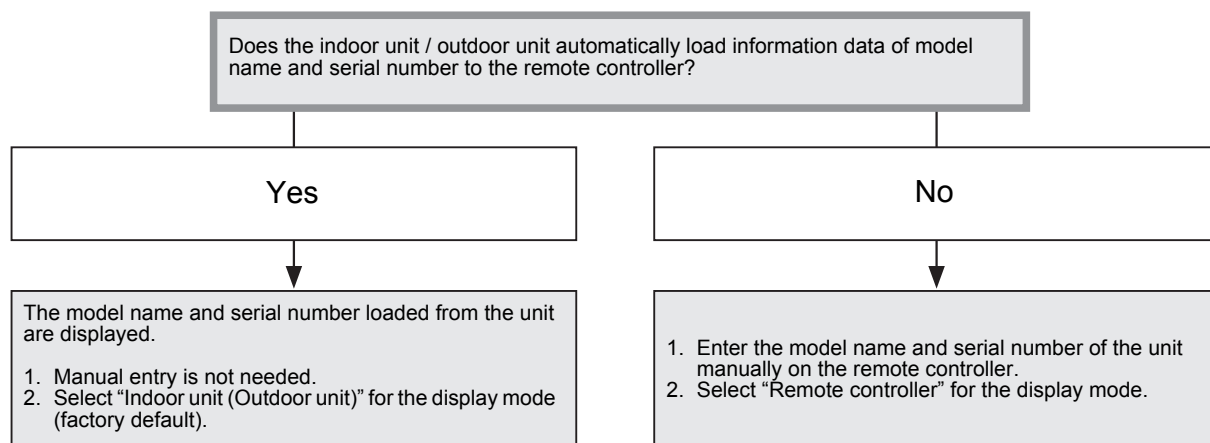 Does the indoor unit / outdoor unit automatically load information data of model
name and serial number to the remote controller?
Yes
No
The model name and serial number loaded from the unit
are displayed.
1. Manual entry is not needed.
2. Select “Indoor unit (Outdoor unit)” for the display mode
(factory default).
1. Enter the model name and serial number of the unit
manually on the remote controller.
2. Select “Remote controller” for the display mode.